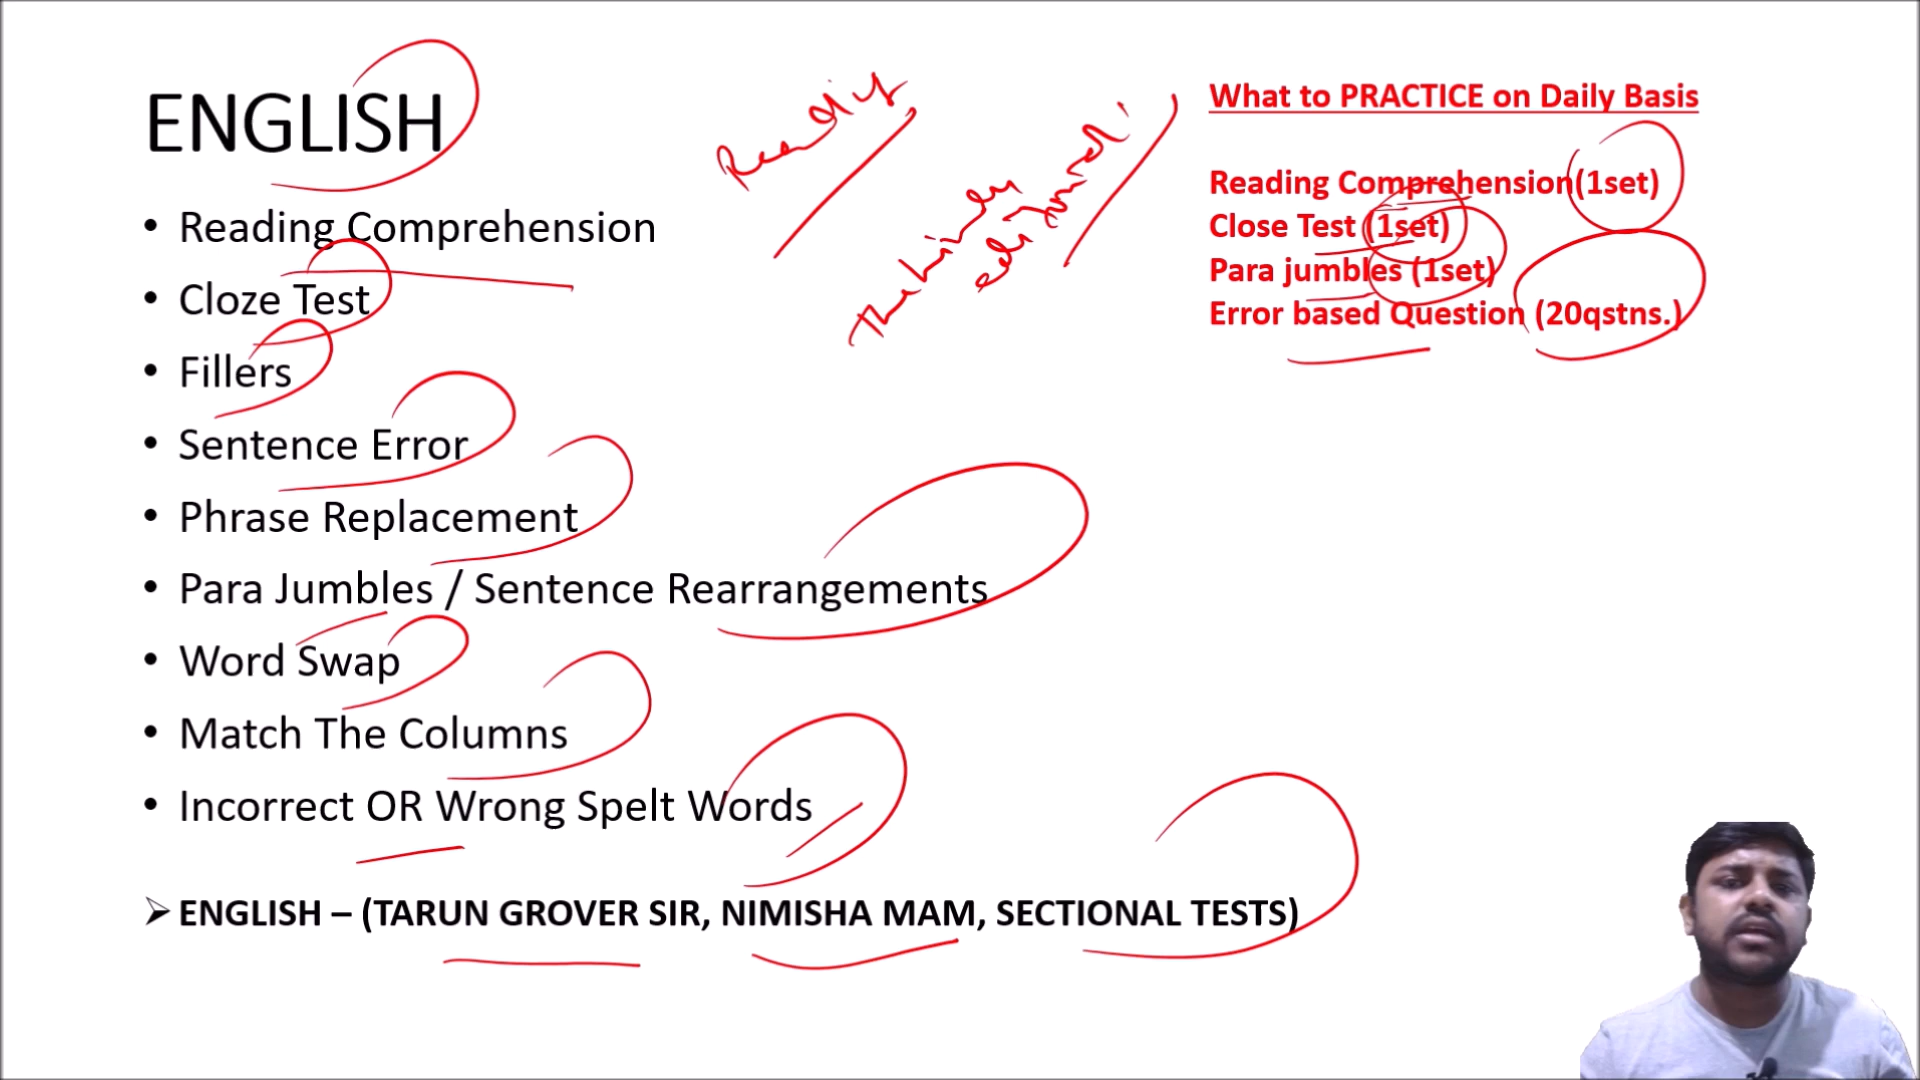 ENGLISH
• Reading Comprehension
• Cloze Test
• Fillers
• Sentence Error
• Phrase Replacement
• Para Jumbles / Sentence Rearrangements
• Word Swap
• Match The Columns
• Incorrect OR Wrong Spelt Words
➢ ENGLISH – (TARUN GROVER SIR, NIMISHA MAM, SECTIONAL TESTS)
What to PRACTICE on Daily Basis
Reading Comprehension(1set)
Close Test (1set)
Para jumbles (1set)
Error based Question (20qstns.)